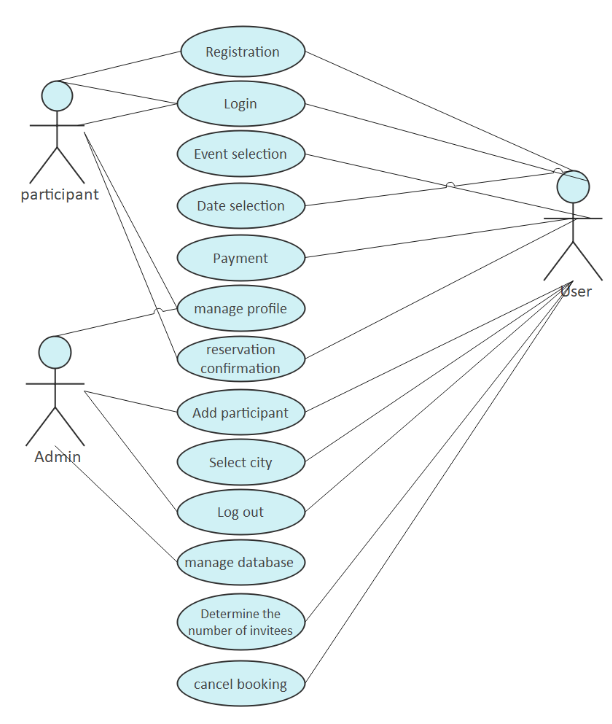 Registration
Login
Event selection
Date selection
participant
Payment
User
manage profile
reservation
confirmation
Add participant
Admin
Select city
Log out
manage database
Determine the
number of invitees
cancel booking